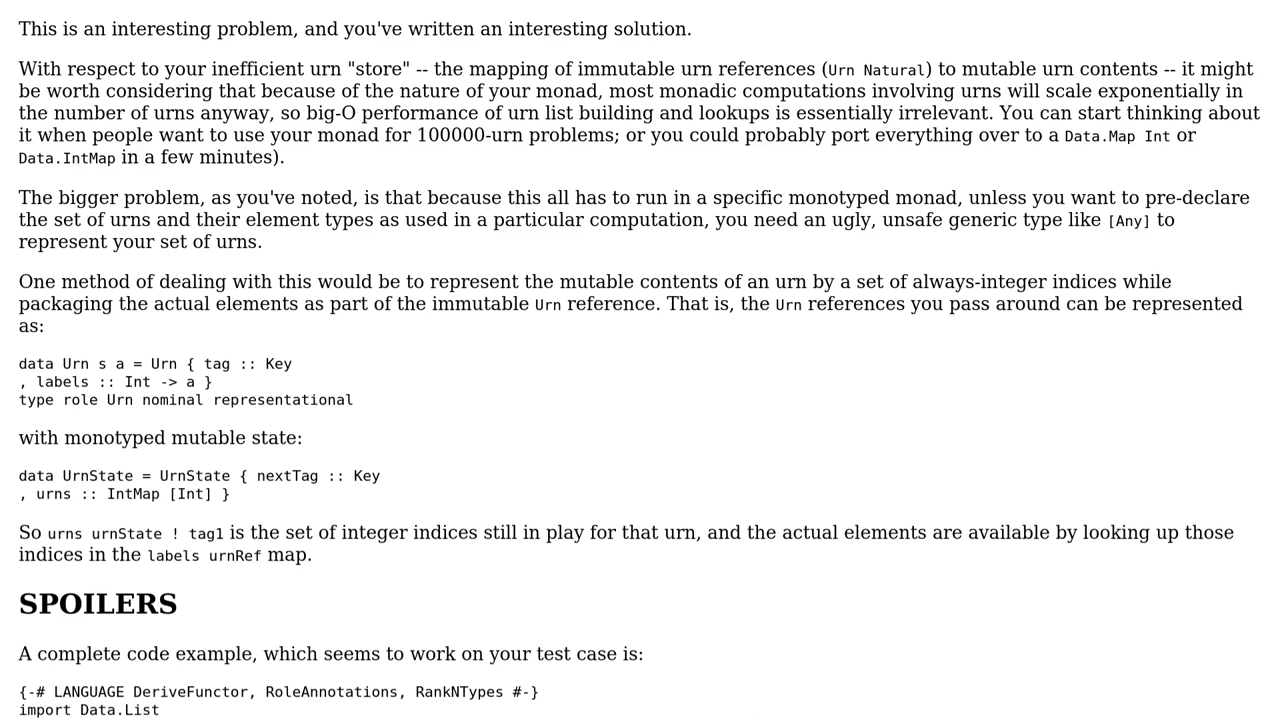 This is an interesting problem, and you've written an interesting solution.
With respect to your inefficient urn "store" -- the mapping of immutable urn references (Urn Natural) to mutable urn contents -- it might
be worth considering that because of the nature of your monad, most monadic computations involving urns will scale exponentially in
the number of urns anyway, so big-O performance of urn list building and lookups is essentially irrelevant. You can start thinking about
it when people want to use your monad for 100000-urn problems; or you could probably port everything over to a Data.Map Int or
Data.IntMap in a few minutes).
The bigger problem, as you've noted, is that because this all has to run in a specific monotyped monad, unless you want to pre-declare
the set of urns and their element types as used in a particular computation, you need an ugly, unsafe generic type like [Any] to
represent your set of urns.
One method of dealing with this would be to represent the mutable contents of an urn by a set of always-integer indices while
packaging the actual elements as part of the immutable Urn reference. That is, the Urn references you pass around can be represented
as:
data Urn s a = Urn { tag :: Key
, labels :: Int -> a }
type role Urn nominal representational
with monotyped mutable state:
data UrnState = UrnState { nextTag :: Key
, urns :: IntMap [Int] }
So urns urnState ! tag1 is the set of integer indices still in play for that urn, and the actual elements are available by looking up those
indices in the labels urnRef map.
SPOILERS
A complete code example, which seems to work on your test case is:
{-# LANGUAGE DeriveFunctor, RoleAnnotations, RankNTypes #-}
import Data.List